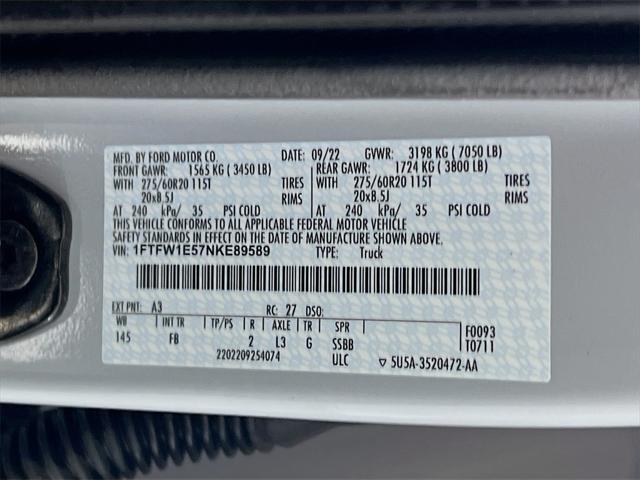 MFD. BY FORD MOTOR CO. DATE: 09/22 GVWR: 3198 KG ( 7050 LB)
FRONT GAWR: 1565 KG ( 3450 LB) REAR GAWR: 1724 KG ( 3800 LB)
WITH 275/60R20 115T TIRES WITH 275/60R20 115T TIRES
20x8.5J RIMS 20x8.5J RIMS
AT 240 kPa/ 35 PSI COLD AT 240 kPa/ 35 PSI COLD
THIS VEHICLE CONFORMS TO ALL APPLICABLE FEDERAL MOTOR VEHICLE
SAFETY STANDARDS IN EFFECT ON THE DATE OF MANUFACTURE SHOWN ABOVE.
VIN: 1FTFW1E57NKE89589 TYPE: Truck
EXT PNT: A3 RC: 27 DSO:
WB INT TR TP/PS R AXLE TR SPR F0093
145 FB 2 L3 G SSBB T0711
2202209254074 ULC ▽ 5U5A-3520472-AA